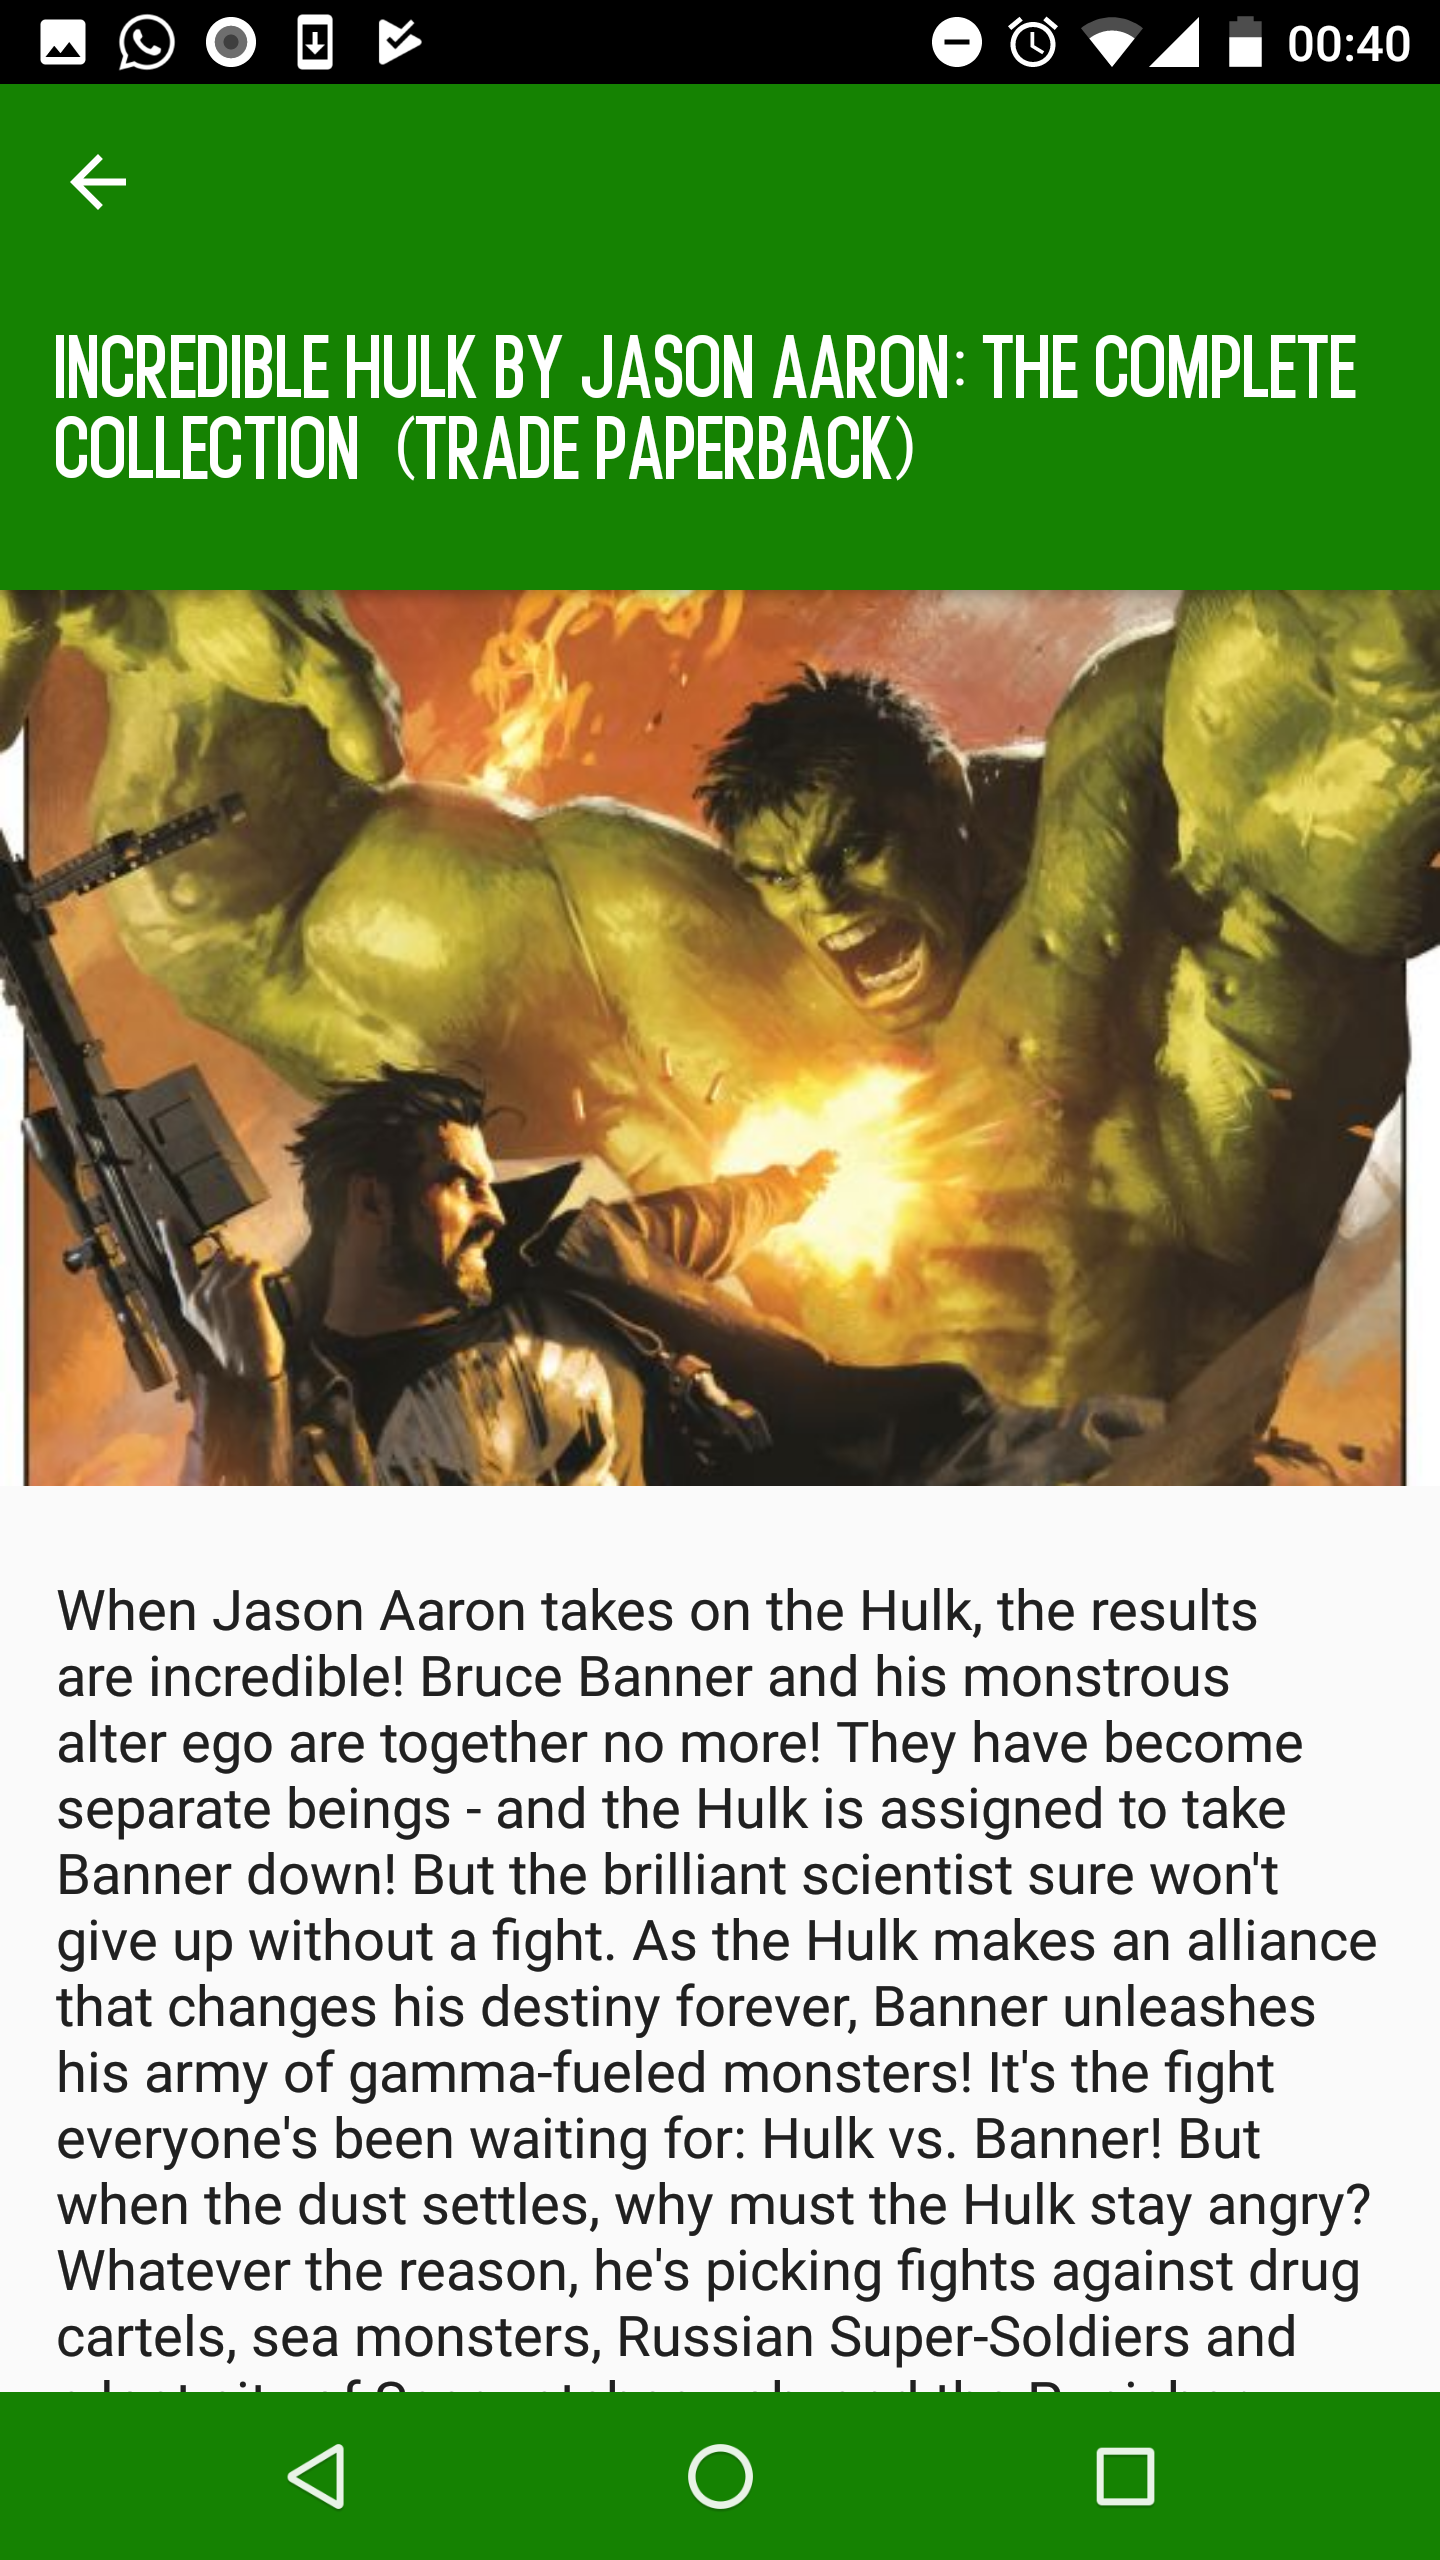 00:40
INCREDIBLE HULK BY JASON AARON: THE COMPLETE
COLLECTION (TRADE PAPERBACK)
When Jason Aaron takes on the Hulk, the results
are incredible! Bruce Banner and his monstrous
alter ego are together no more! They have become
separate beings - and the Hulk is assigned to take
Banner down! But the brilliant scientist sure won't
give up without a fight. As the Hulk makes an alliance
that changes his destiny forever, Banner unleashes
his army of gamma-fueled monsters! It's the fight
everyone's been waiting for: Hulk vs. Banner! But
when the dust settles, why must the Hulk stay angry?
Whatever the reason, he's picking fights against drug
cartels, sea monsters, Russian Super-Soldiers and